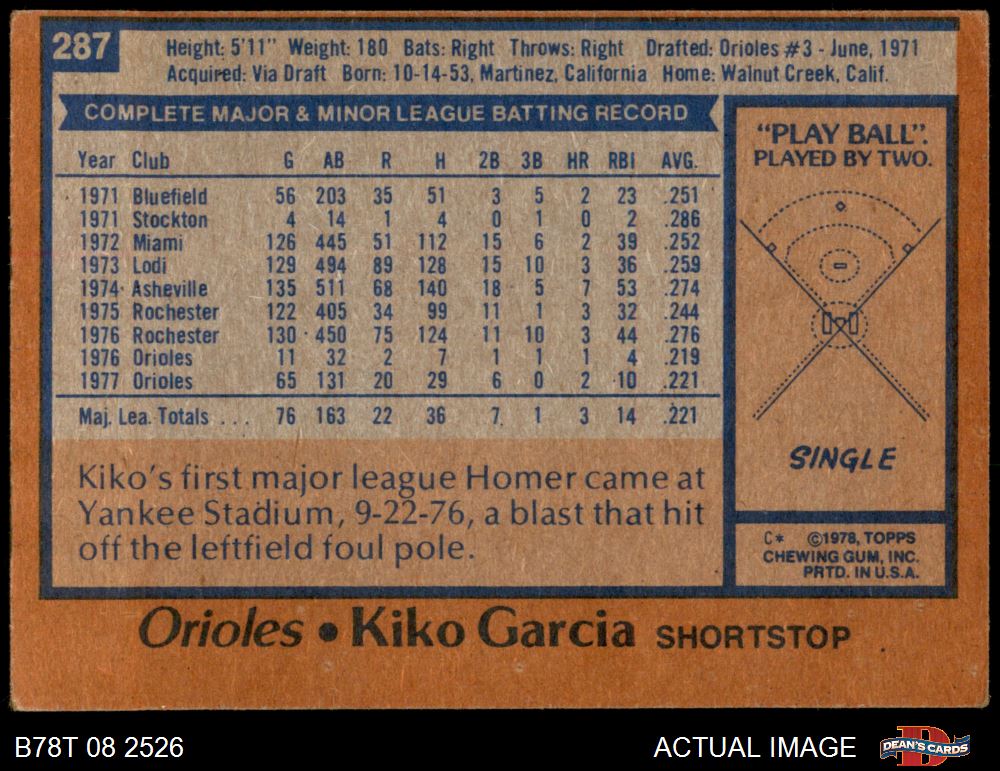 287
Height: 5'11" Weight: 180 Bats: Right Throws: Right Drafted: Orioles #3 - June, 1971
Acquired: Via Draft Born: 10-14-53, Martinez, California Home: Walnut Creek, Calif.
COMPLETE MAJOR & MINOR LEAGUE BATTING RECORD
Year Club G AB R H 2B 3B HR RBI AVG.
1971 Bluefield 56 203 35 51 3 5 2 23 .251
1971 Stockton 4 14 1 4 0 1 0 2 .286
1972 Miami 126 445 51 112 15 6 2 39 .252
1973 Lodi 129 494 89 128 15 10 3 36 .259
1974 Asheville 135 511 68 140 18 5 7 53 .274
1975 Rochester 122 405 34 99 11 1 3 32 .244
1976 Rochester 130 450 75 124 11 10 3 44 .276
1976 Orioles 11 32 2 7 1 1 1 4 .219
1977 Orioles 65 131 20 29 6 0 2 10 .221
Maj. Lea. Totals . . . 76 163 22 36 7 1 3 14 .221
Kiko's first major league Homer came at
Yankee Stadium, 9-22-76, a blast that hit
off the leftfield foul pole.
"PLAY BALL".
PLAYED BY TWO.
SINGLE
C* ©1978, TOPPS
CHEWING GUM, INC.
PRTD. IN U.S.A.
Orioles • Kiko Garcia SHORTSTOP
B78T 08 2526
ACTUAL IMAGE
D
DEAN'S CARDS